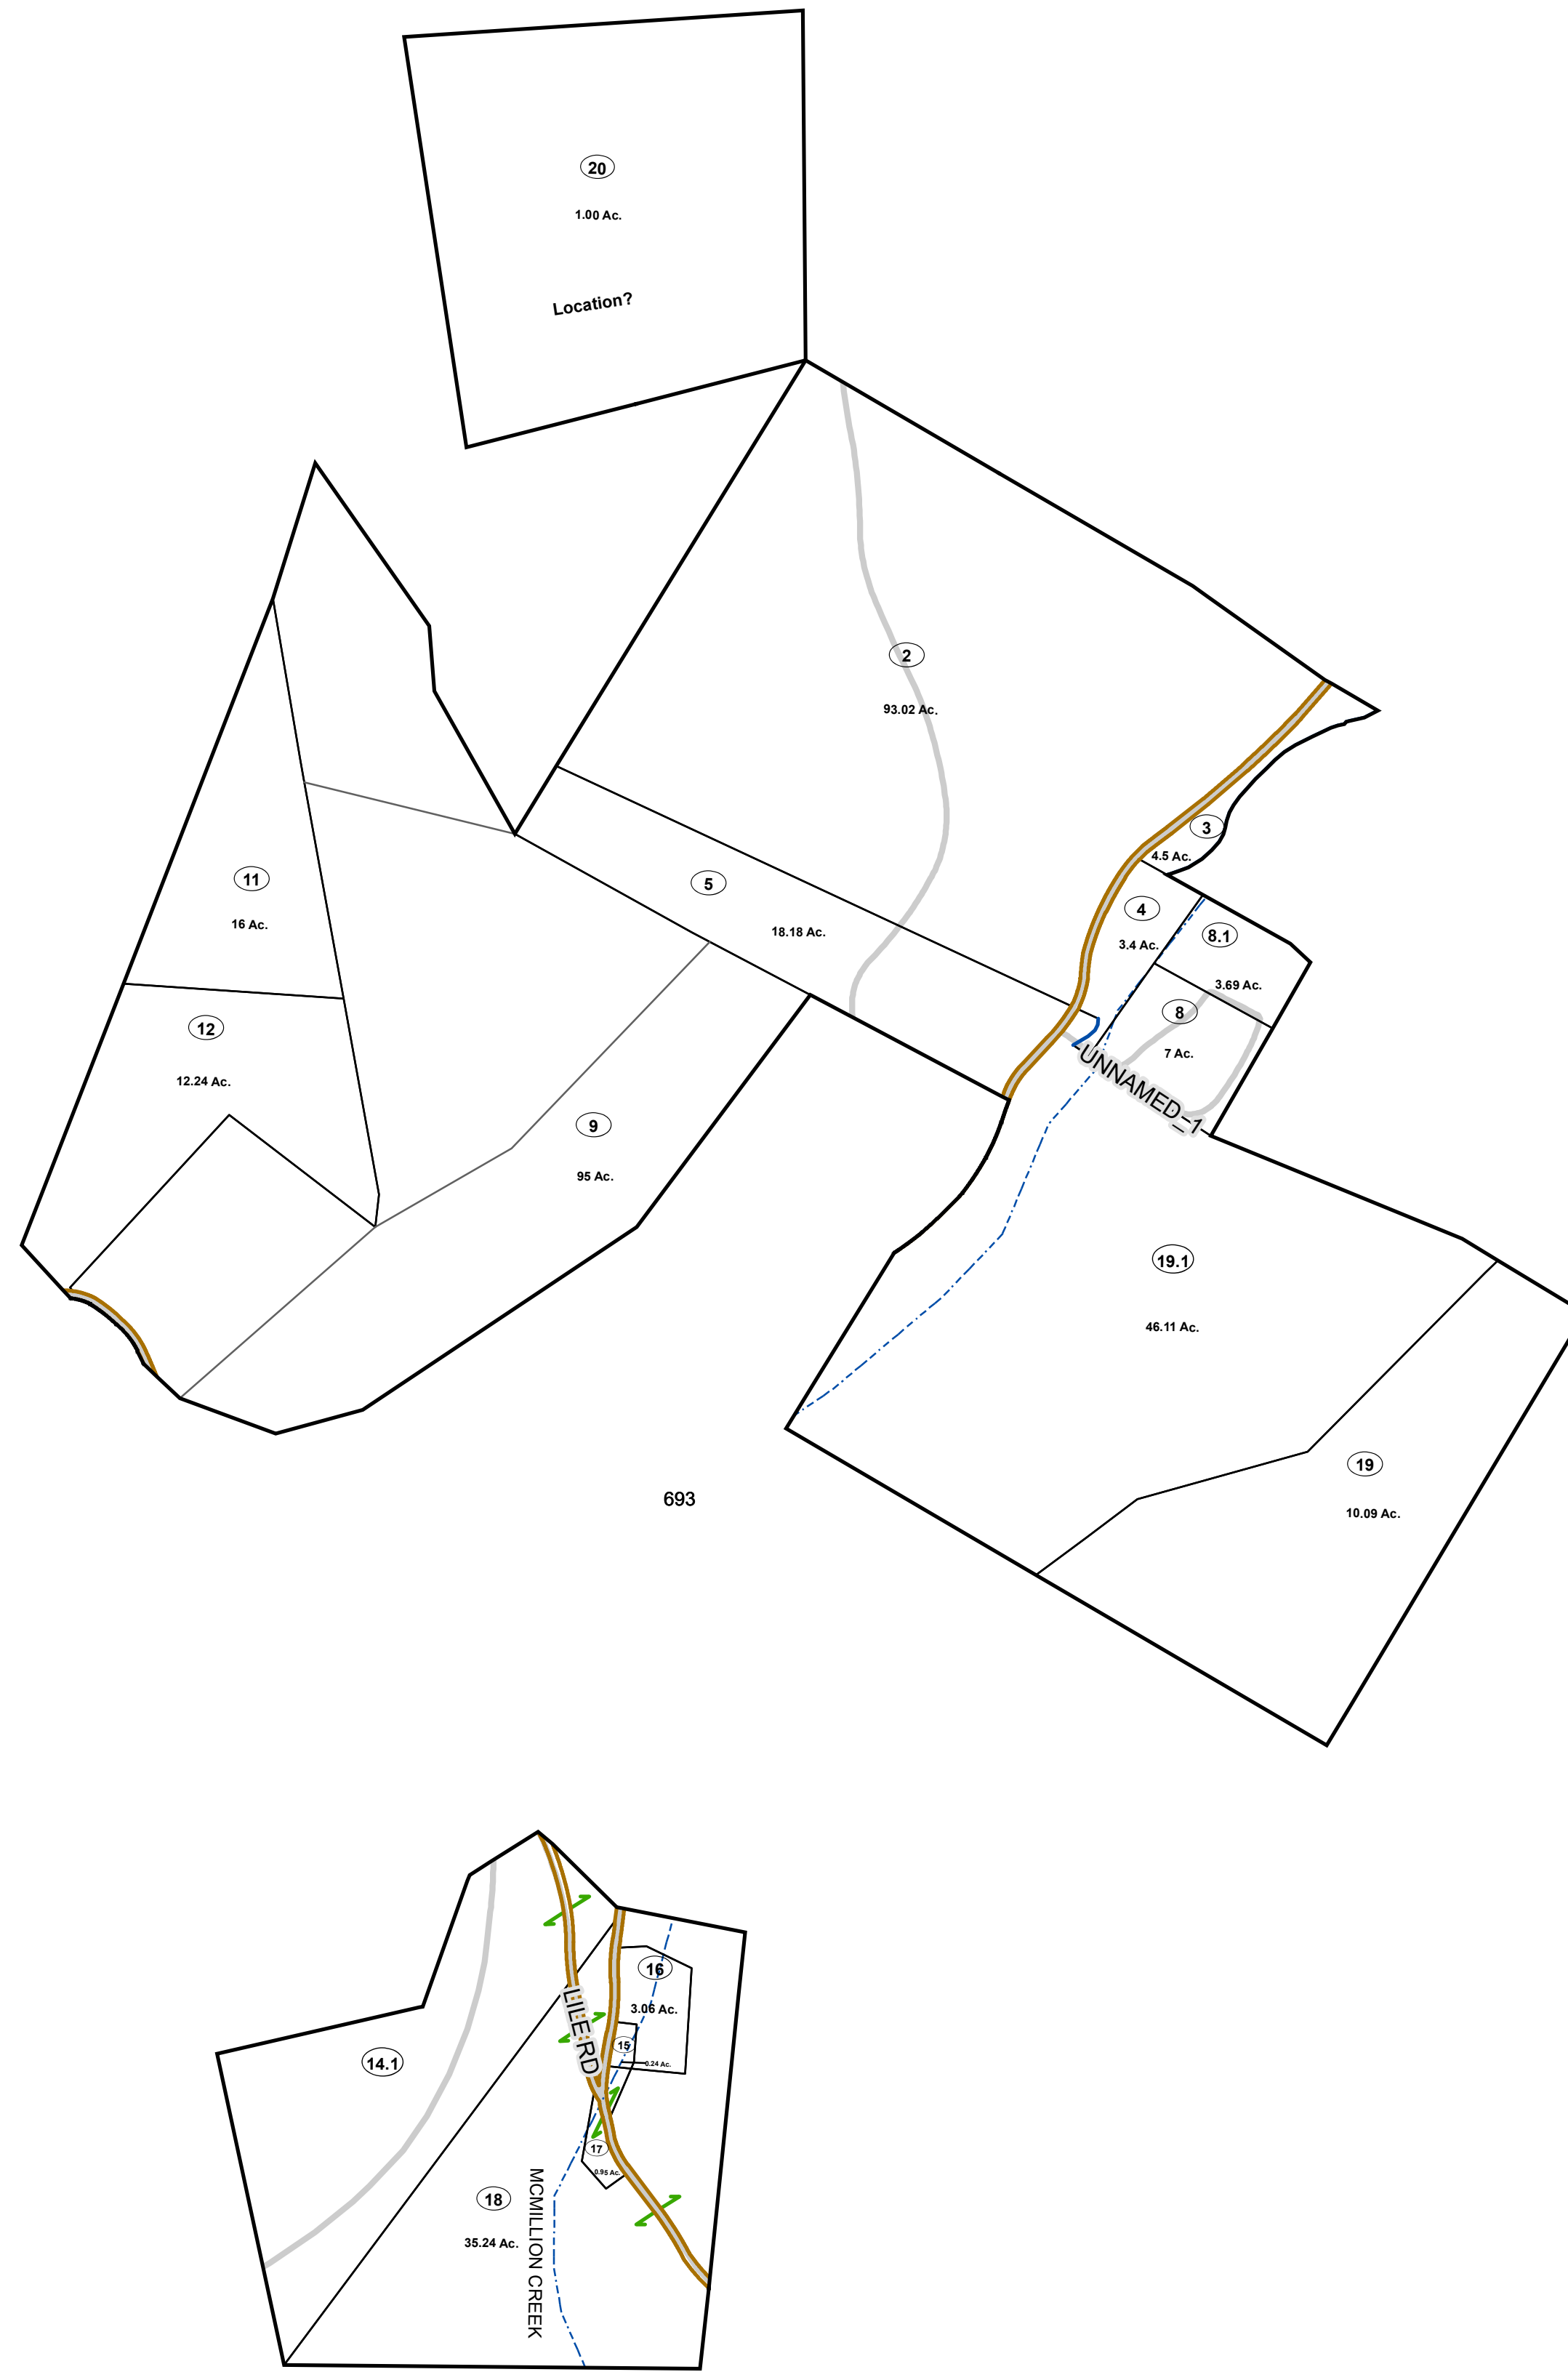 20
1.00 Ac.
Location?
2
93.02 Ac.
3
4.5 Ac.
11
16 Ac.
5
18.18 Ac.
4
3.4 Ac.
8.1
3.69 Ac.
12
12.24 Ac.
8
7 Ac.
UNNAMED_1
9
95 Ac.
19.1
46.11 Ac.
19
10.09 Ac.
693
16
3.06 Ac.
LILE RD
15
0.24 Ac.
14.1
17
0.95 Ac.
18
35.24 Ac.
MCMILLION CREEK